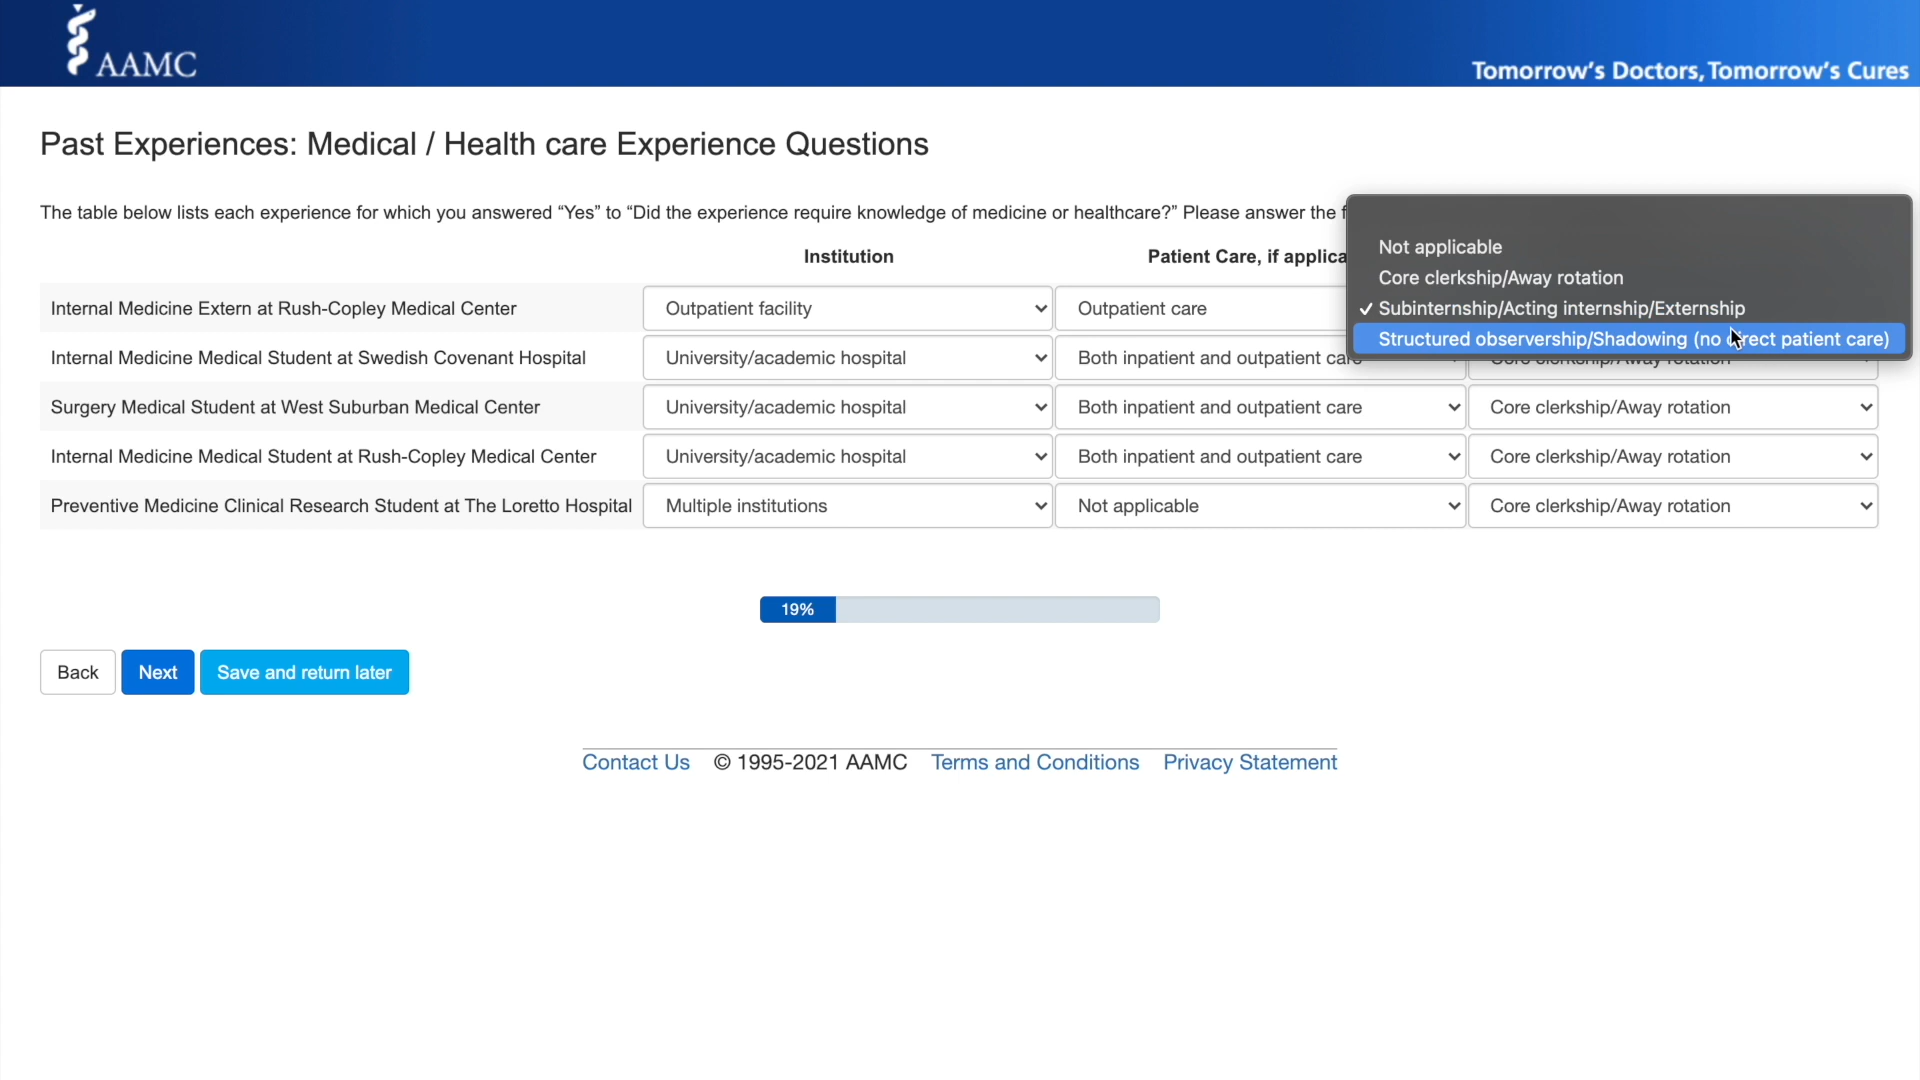 AAMC
Tomorrow's Doctors, Tomorrow's Cures
Past Experiences: Medical / Health care Experience Questions
The table below lists each experience for which you answered “Yes” to “Did the experience require knowledge of medicine or healthcare?” Please answer the
Institution
Patient Care, if
Not applicable
Core clerkship/Away rotation
✓ Subinternship/Acting internship/Externship
Structured observership/Shadowing (no patient care)
Internal Medicine Extern at Rush-Copley Medical Center Outpatient facility Outpatient care
Internal Medicine Medical Student at Swedish Covenant Hospital University/academic hospital Both inpatient and outpatient
Surgery Medical Student at West Suburban Medical Center University/academic hospital Both inpatient and outpatient care Core clerkship/Away rotation
Internal Medicine Medical Student at Rush-Copley Medical Center University/academic hospital Both inpatient and outpatient care Core clerkship/Away rotation
Preventive Medicine Clinical Research Student at The Loretto Hospital Multiple institutions Not applicable Core clerkship/Away rotation
19%
Back Next Save and return later
Contact Us © 1995-2021 AAMC Terms and Conditions Privacy Statement